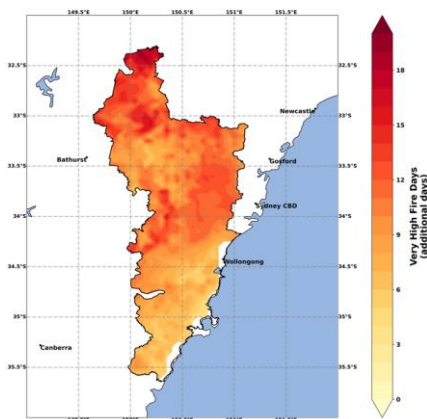 149.5°E 150°E 150.5°E 151°E 151.5°E
32.5°S 32.5°S
Newcastle
33°S 33°S
Bathurst
Gosford
33.5°S 33.5°S
Sydney CBD
34°S 34°S
Wollongong
34.5°S 34.5°S
35°S 35°S
Canberra
35.5°S 35.5°S
18
15
12
9
6
3
0
Very High Fire Days
(additional days)